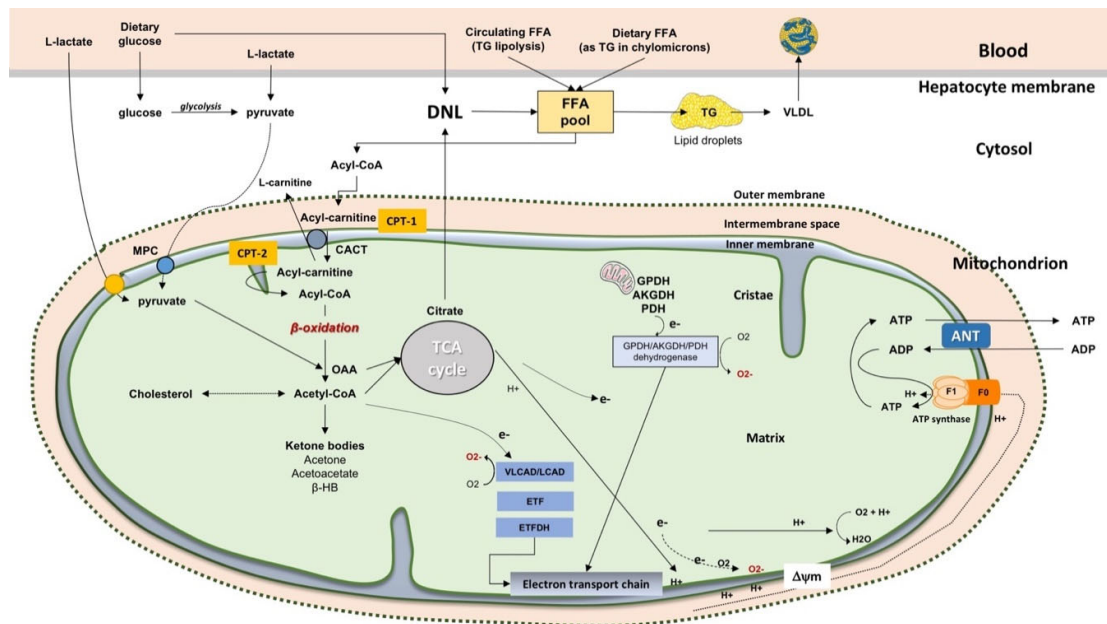 Dietary
glucose
L-lactate
L-lactate
Circulating FFA
(TG lipolysis)
Dietary FFA
(as TG in chylomicrons)
Blood
Hepatocyte membrane
glucose
glycolysis
pyruvate
DNL
FFA
pool
TG
Lipid droplets
VLDL
Cytosol
Acyl-CoA
L-carnitine
Outer membrane
Acyl-carnitine
CPT-1
Intermembrane space
Inner membrane
MPC
CPT-2
CACT
Mitochondrion
Acyl-carnitine
Acyl-CoA
pyruvate
GPDH
AKGDH
PDH
Cristae
e-
β-oxidation
Citrate
TCA
cycle
GPDH/AKGDH/PDH
dehydrogenase
O2
O2-
ATP
ANT
ATP
ADP
ADP
OAA
Cholesterol
Acetyl-CoA
H+
e-
H+
F1
F0
ATP
ATP synthase
H+
Ketone bodies
Acetone
Acetoacetate
β-HB
e-
Matrix
O2-
O2
VLCAD/LCAD
ETF
ETFDH
e-
H+
O2 + H+
H2O
e-
O2
O2-
Electron transport chain
H+
H+
H+
Δψm